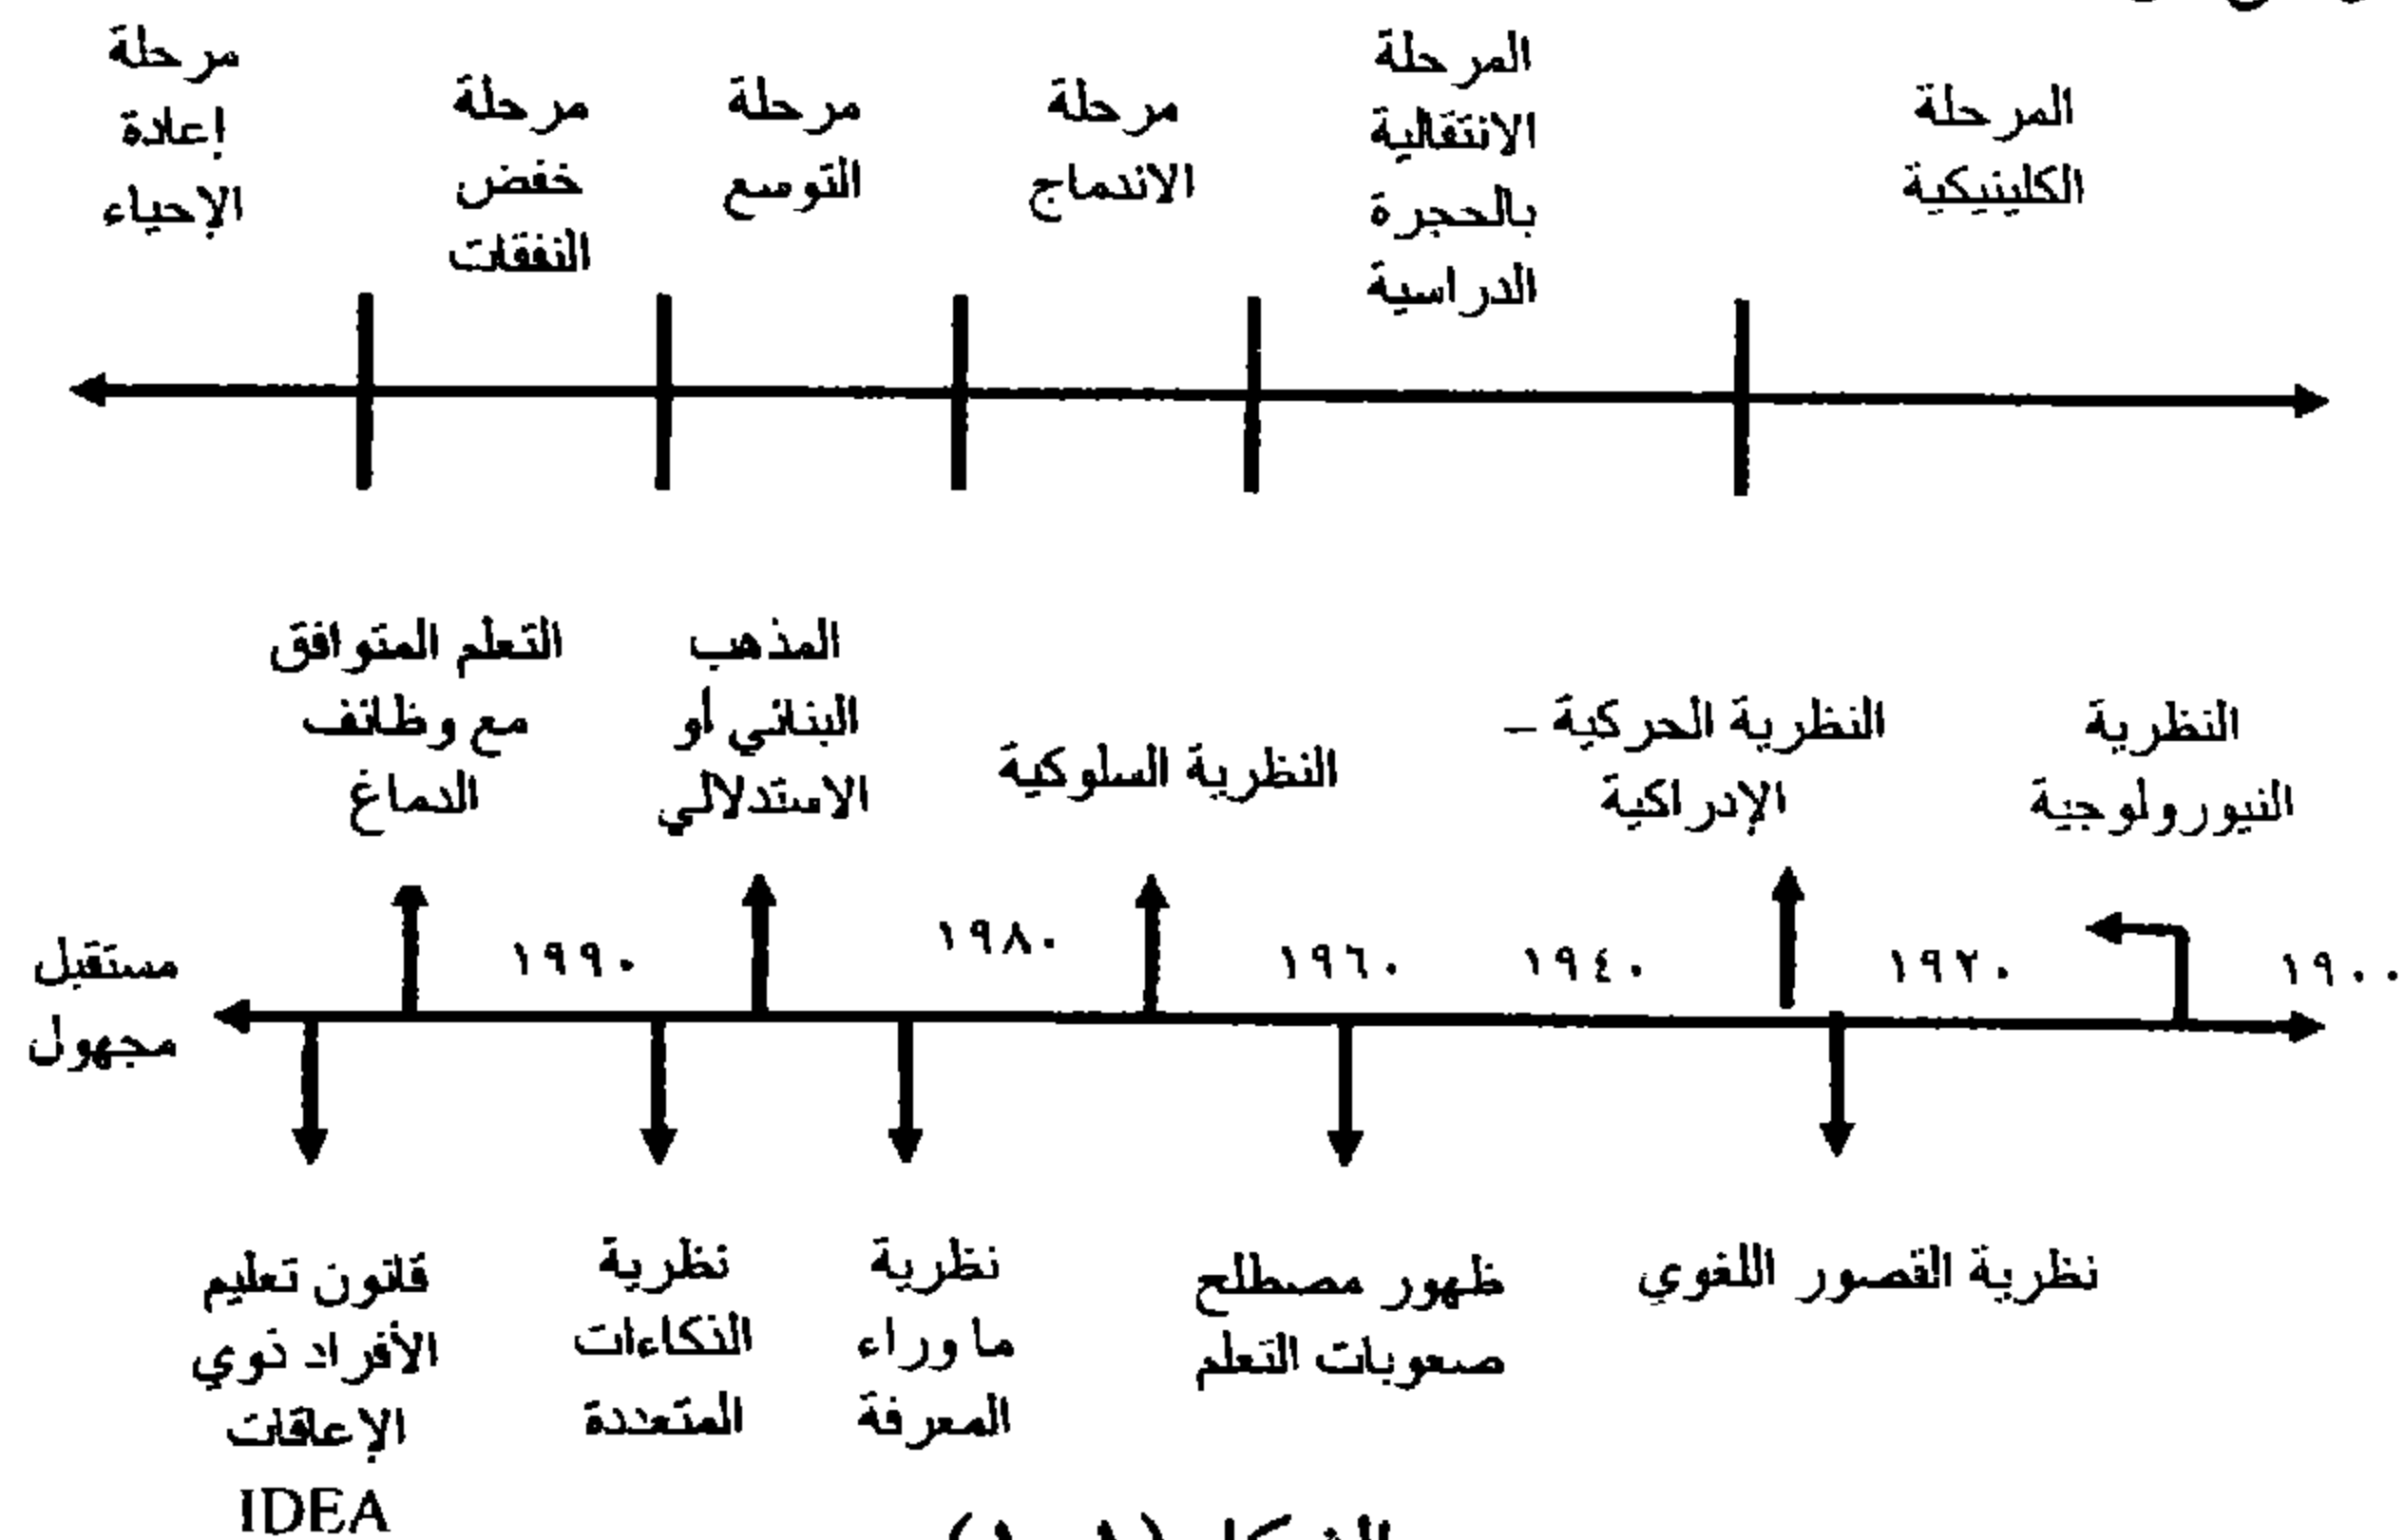 المرحلة
الكلينيكية
المرحلة
الانتقالية
بالحجرة
الدراسية
مرحلة
الاندماج
مرحلة
التوسع
مرحلة
خفض
النفقات
مرحلة
إعادة
الإحياء
النظرية
النيورولوجية
النظرية الحركية –
الإدراكية
النظرية السلوكية
المذهب
البنائي أو
الاستدلالي
التعلم المتوافق
مع وظائف
الدماغ
١٩٠٠
١٩٢٠
١٩٤٠
١٩٦٠
١٩٨٠
١٩٩٠
مستقبل
مجهول
نظرية القصور اللغوي
ظهور مصطلح
صعوبات التعلم
نظرية
ما وراء
المعرفة
نظرية
الذكاءات
المتعددة
قانون تعليم
الأفراد ذوي
الإعاقات
IDEA